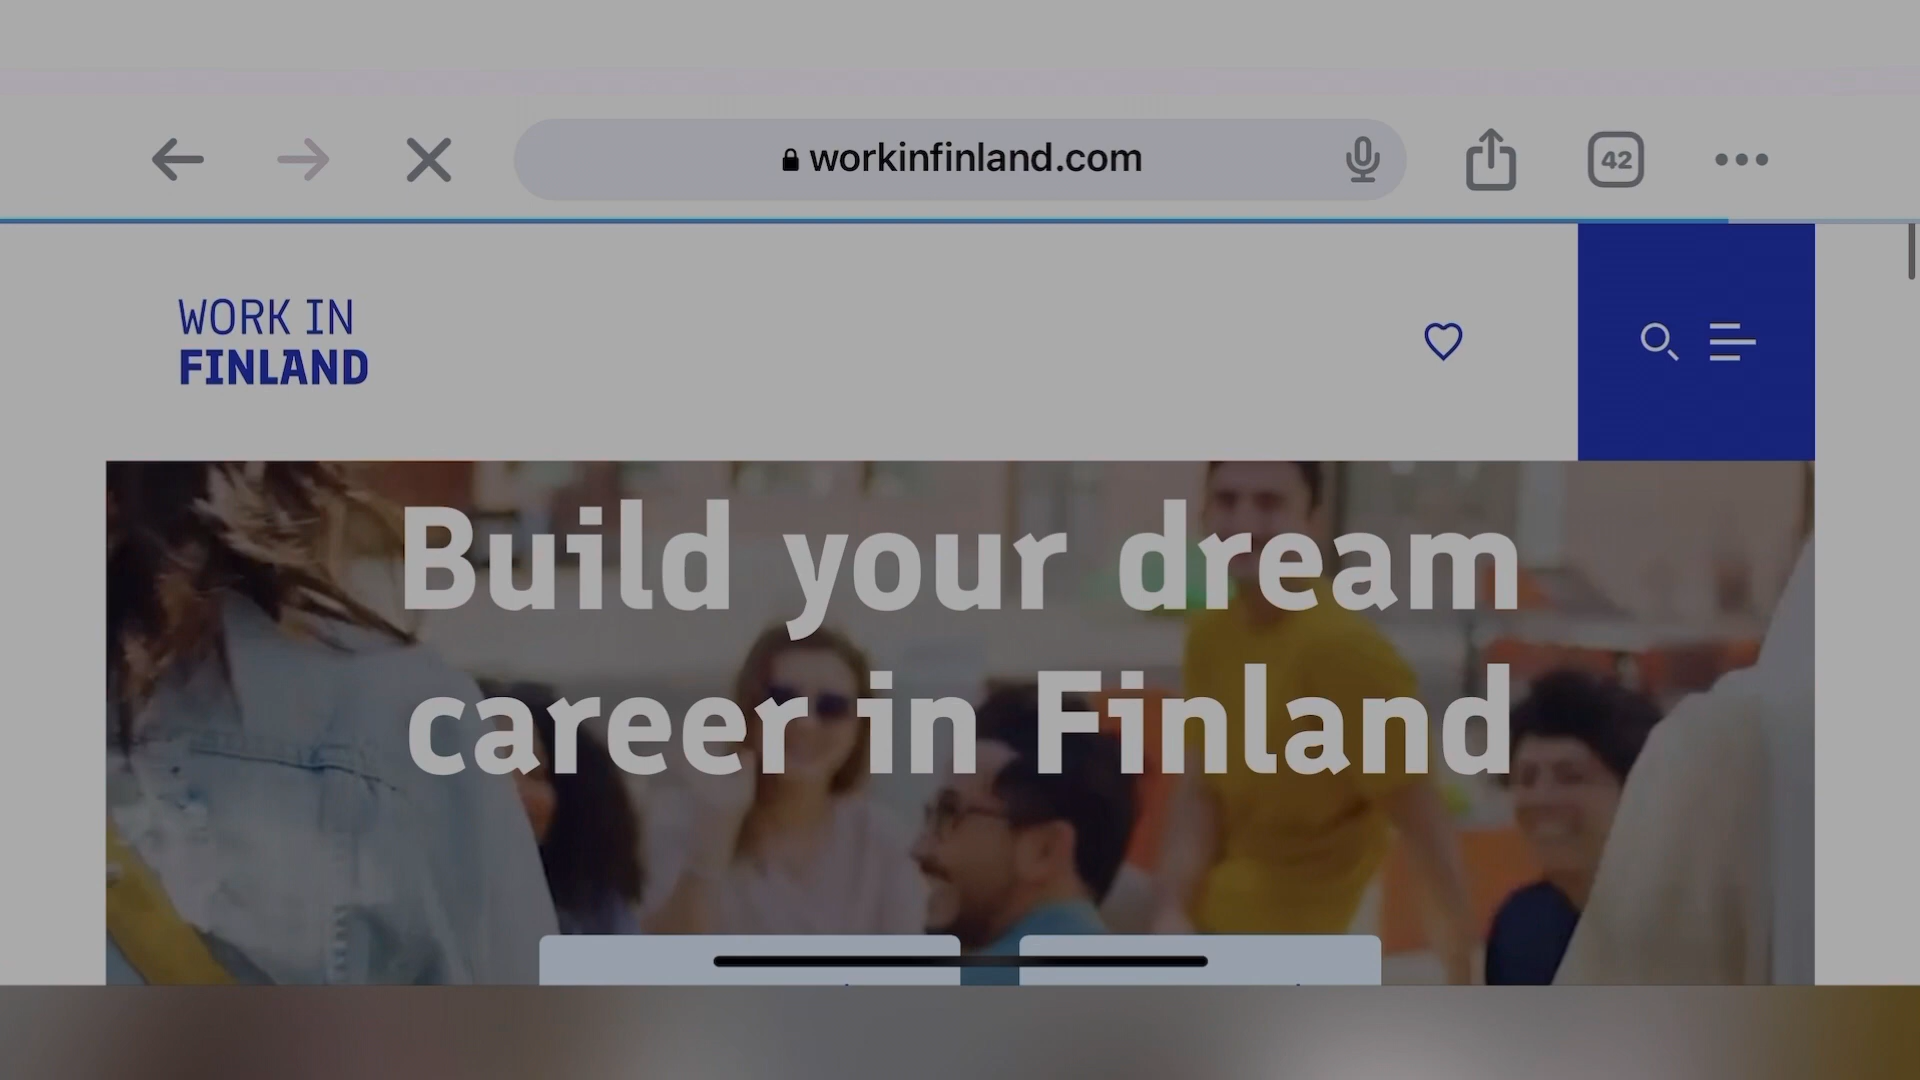 workinfinland.com
42
WORK IN
FINLAND
Build your dream
career in Finland